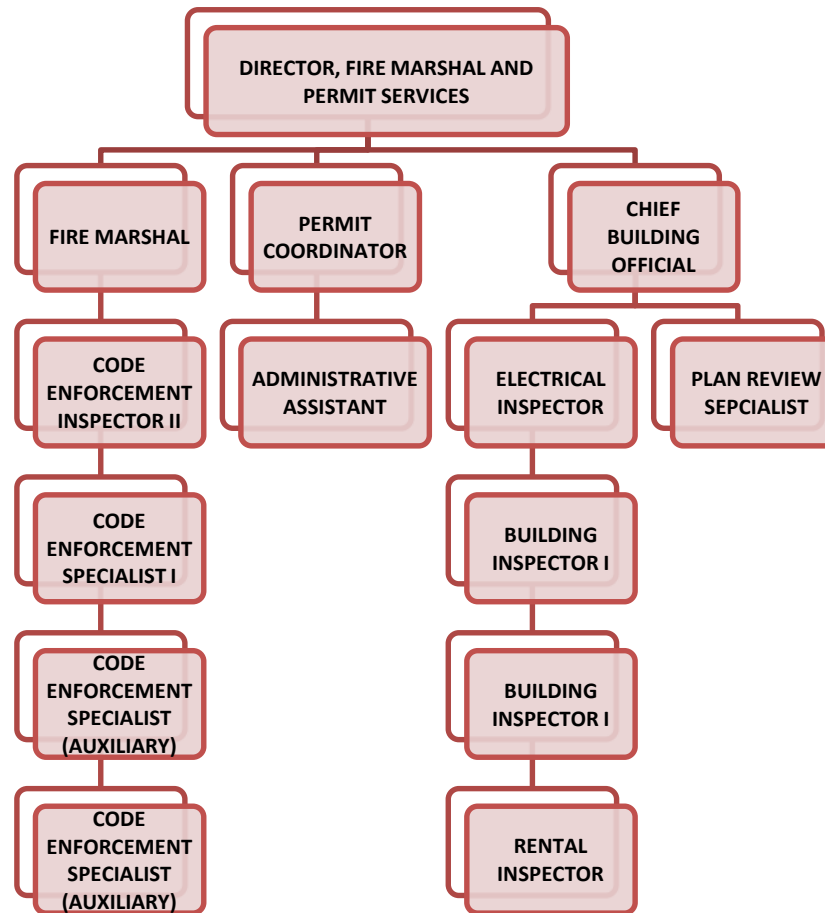 DIRECTOR, FIRE MARSHAL AND
PERMIT SERVICES
FIRE MARSHAL
PERMIT
COORDINATOR
CHIEF
BUILDING
OFFICIAL
CODE
ENFORCEMENT
INSPECTOR II
ADMINISTRATIVE
ASSISTANT
ELECTRICAL
INSPECTOR
PLAN REVIEW
SEPCIALIST
CODE
ENFORCEMENT
SPECIALIST I
BUILDING
INSPECTOR I
CODE
ENFORCEMENT
SPECIALIST
(AUXILIARY)
BUILDING
INSPECTOR I
CODE
ENFORCEMENT
SPECIALIST
(AUXILIARY)
RENTAL
INSPECTOR